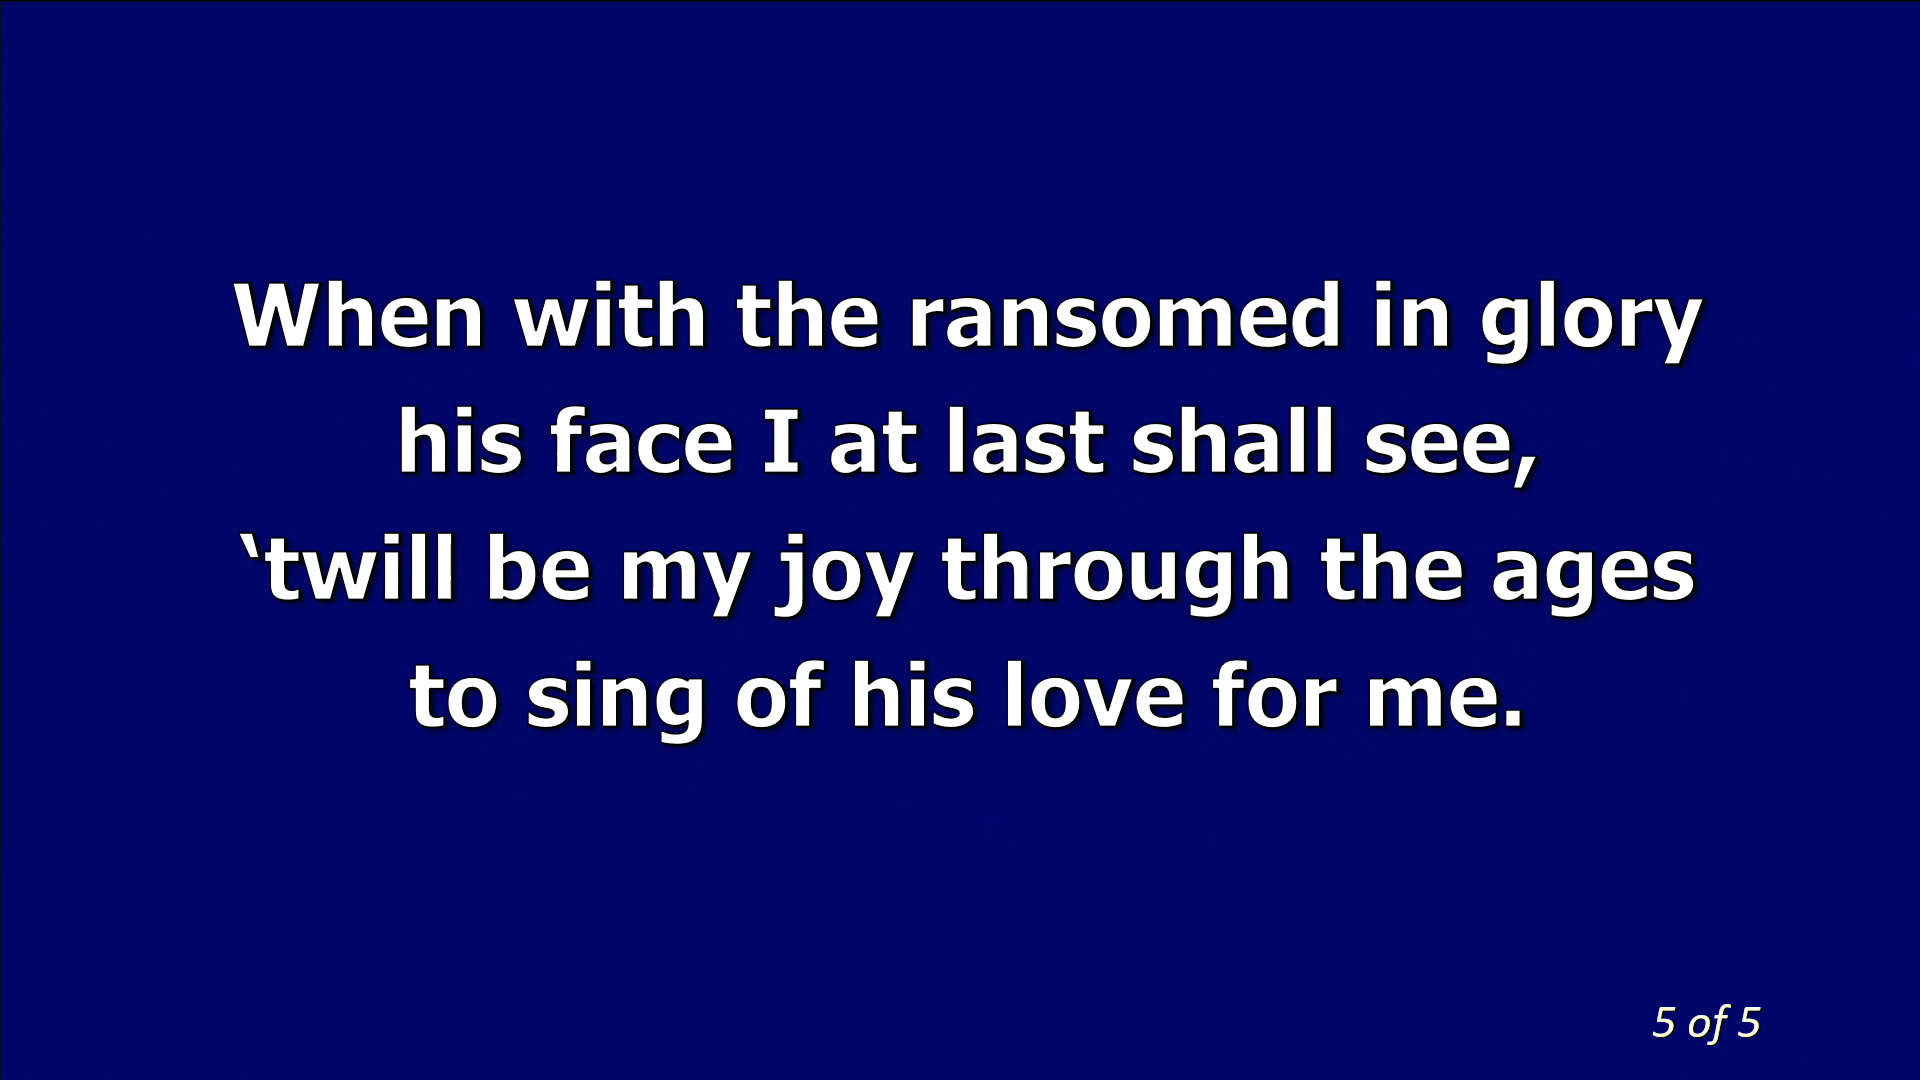 When with the ransomed in glory
his face I at last shall see,
‘twill be my joy through the ages
to sing of his love for me.
5 of 5